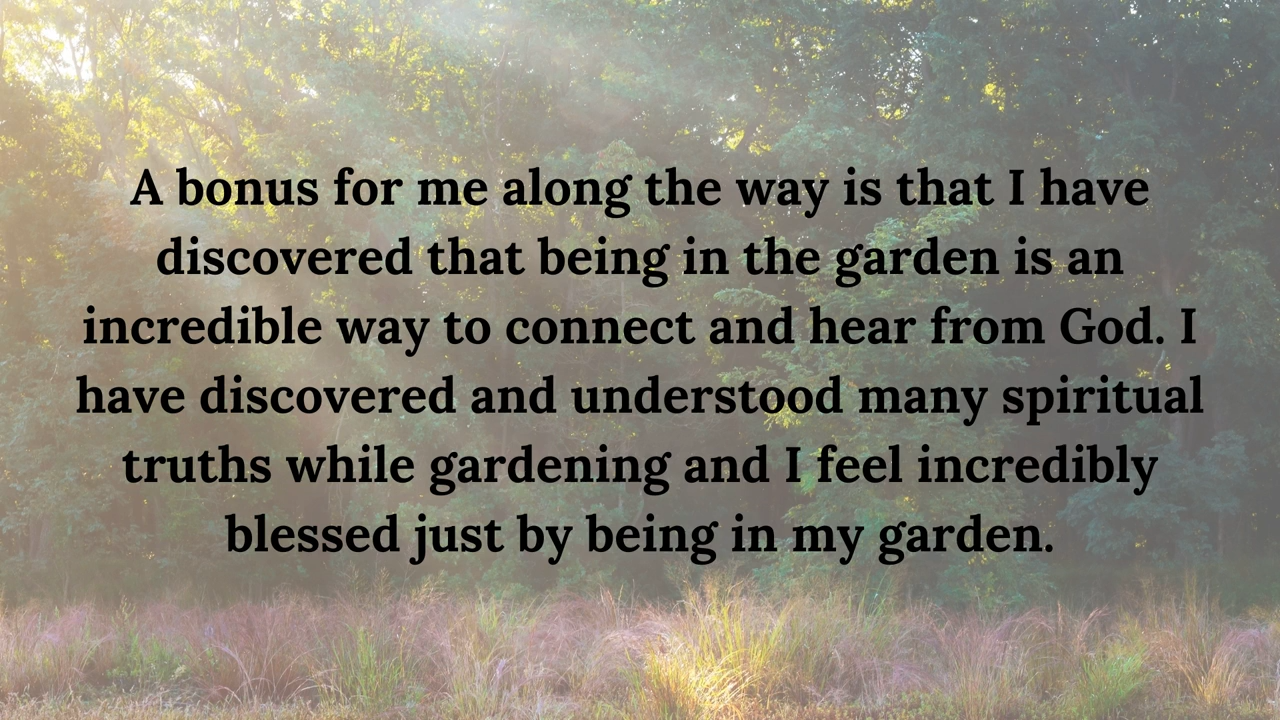 A bonus for me along the way is that I have
discovered that being in the garden is an
incredible way to connect and hear from God. I
have discovered and understood many spiritual
truths while gardening and I feel incredibly
blessed just by being in my garden.